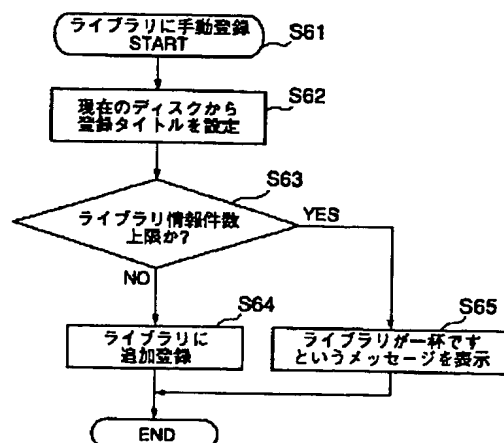 ライブラリに手動登録
START
S61
現在のディスクから
登録タイトルを設定
S62
ライブラリ情報件数
上限か?
S63
YES
NO
ライブラリに
追加登録
S64
ライブラリが一杯です
というメッセージを表示
S65
END